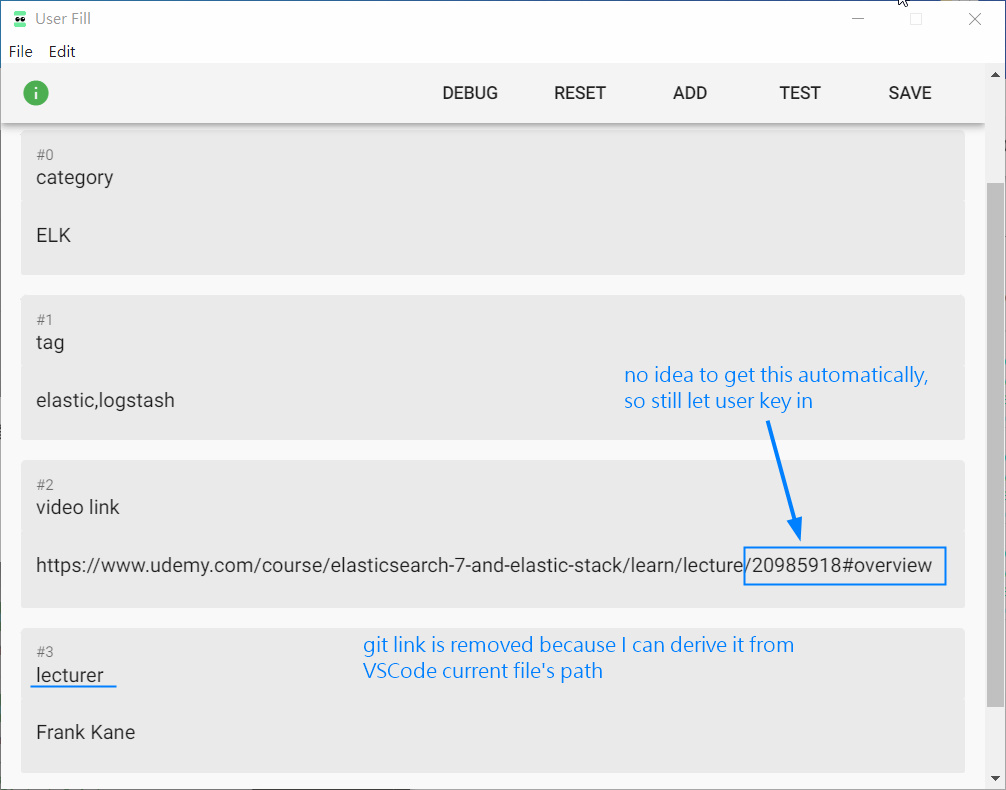 User Fill
File Edit
DEBUG RESET ADD TEST SAVE
#0
category
ELK
#1
tag
elastic,logstash
no idea to get this automatically,
so still let user key in
#2
video link
https://www.udemy.com/course/elasticsearch-7-and-elastic-stack/learn/lecture/20985918#overview
#3
lecturer
git link is removed because I can derive it from
VSCode current file's path
Frank Kane